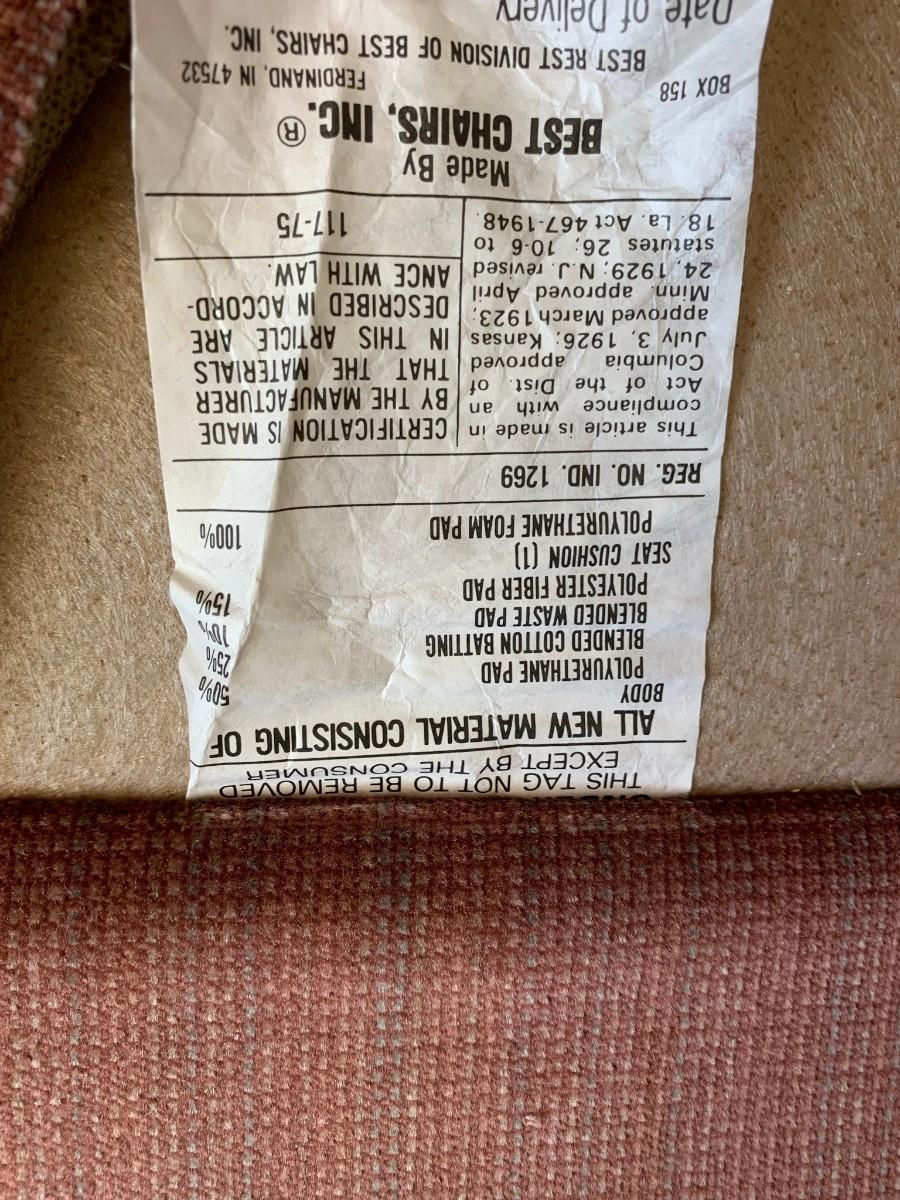 THIS TAG NOT TO BE REMOVED
EXCEPT BY THE CONSUMER
ALL NEW MATERIAL CONSISTING OF
BODY
POLYURETHANE PAD 50%
BLENDED COTTON BATTING 25%
BLENDED WASTE PAD 10%
POLYESTER FIBER PAD 15%
SEAT CUSHION (1)
POLYURETHANE FOAM PAD 100%
REG. NO. IND. 1269
This article is made in
compliance with an
Act of the Dist. of
Columbia approved
July 3, 1926; Kansas
approved March 1923;
Minn. approved April
24, 1929; N.J. revised
statutes 26; 10-6 to
18. La. Act 467-1948.
CERTIFICATION IS MADE
BY THE MANUFACTURER
THAT THE MATERIALS
IN THIS ARTICLE ARE
DESCRIBED IN ACCORD-
ANCE WITH LAW.
117-75
Made By
BEST CHAIRS, INC. ®
BOX 158 FERDINAND, IN 47532
BEST REST DIVISION OF BEST CHAIRS, INC.
Date of Delivery